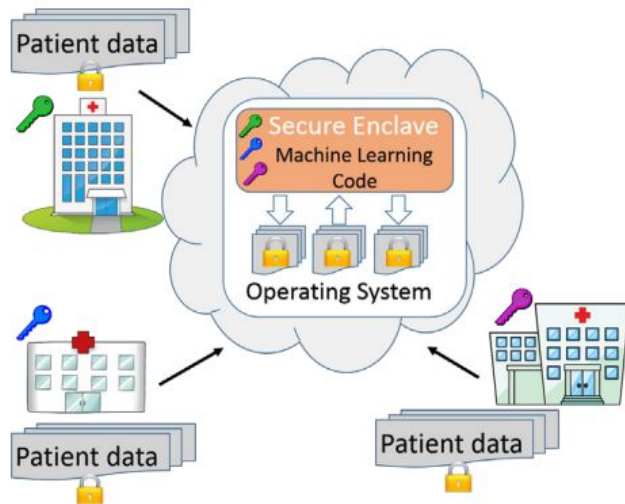 Patient data
Secure Enclave
Machine Learning
Code
Operating System
Patient data
Patient data